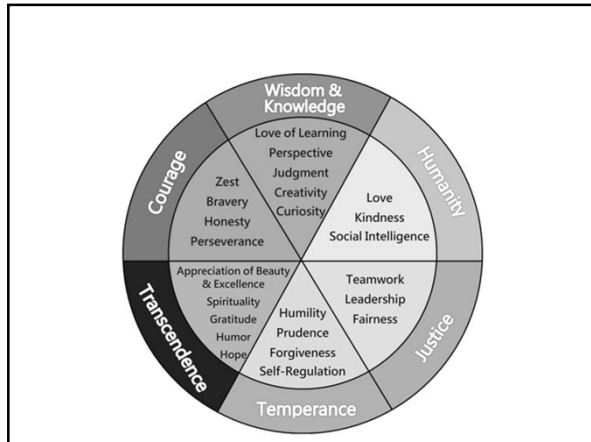 Wisdom &
Knowledge
Love of Learning
Perspective
Judgment
Creativity
Curiosity
Humanity
Love
Kindness
Social Intelligence
Justice
Teamwork
Leadership
Fairness
Temperance
Humility
Prudence
Forgiveness
Self-Regulation
Transcendence
Appreciation of Beauty
& Excellence
Spirituality
Gratitude
Humor
Hope
Courage
Zest
Bravery
Honesty
Perseverance